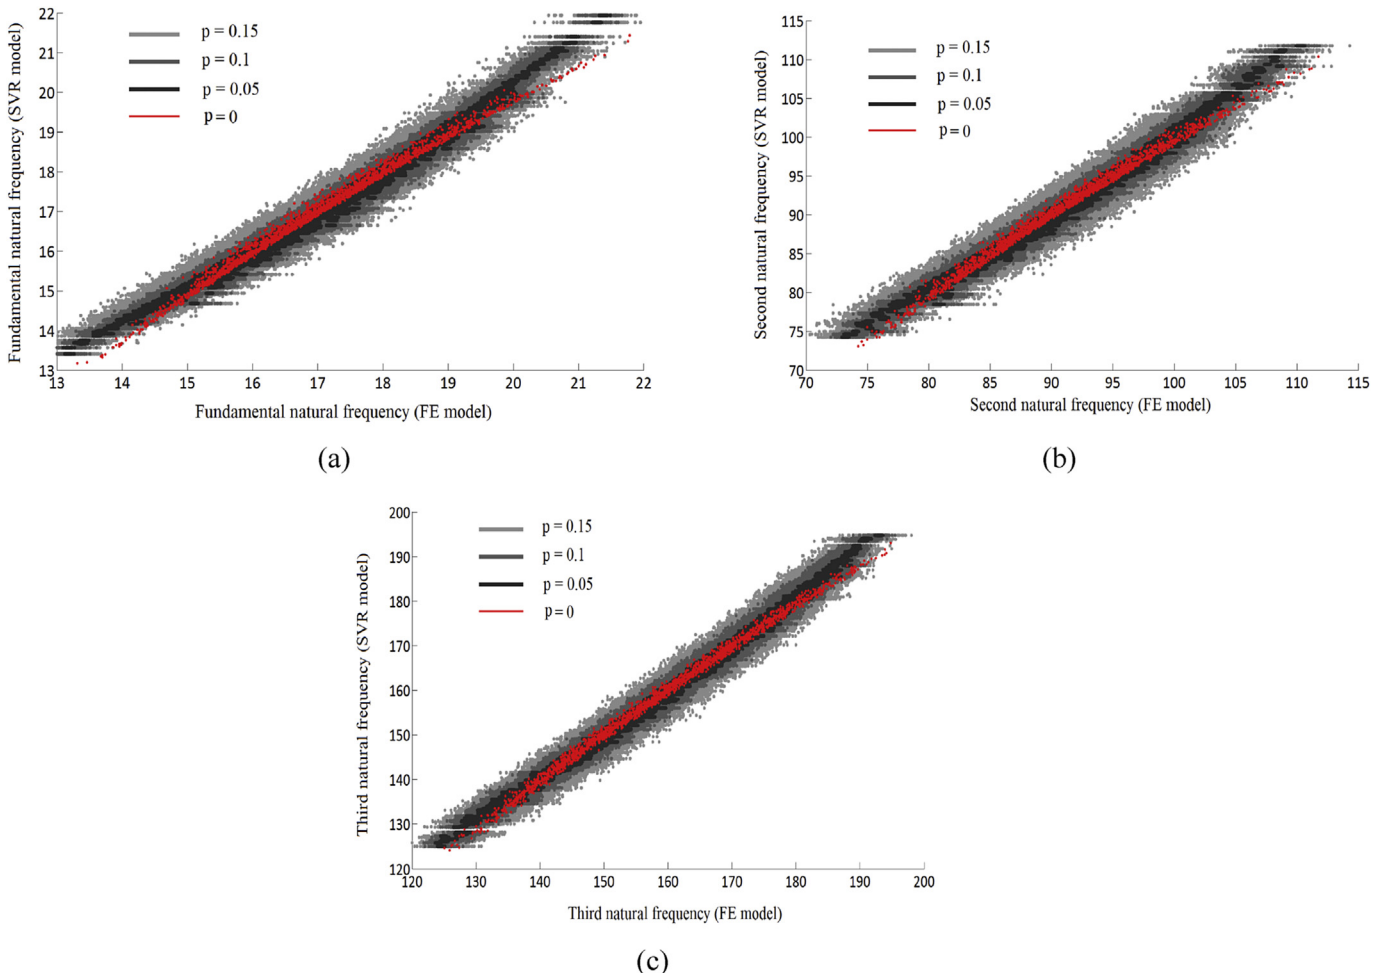 Fundamental natural frequency (SVR model)
22
21
20
19
18
17
16
15
14
13
p = 0.15
p = 0.1
p = 0.05
p = 0
13 14 15 16 17 18 19 20 21 22
Fundamental natural frequency (FE model)
(a)
Second natural frequency (SVR model)
115
110
105
100
95
90
85
80
75
70
p = 0.15
p = 0.1
p = 0.05
p = 0
70 75 80 85 90 95 100 105 110 115
Second natural frequency (FE model)
(b)
Third natural frequency (SVR model)
200
190
180
170
160
150
140
130
120
p = 0.15
p = 0.1
p = 0.05
p = 0
120 130 140 150 160 170 180 190 200
Third natural frequency (FE model)
(c)